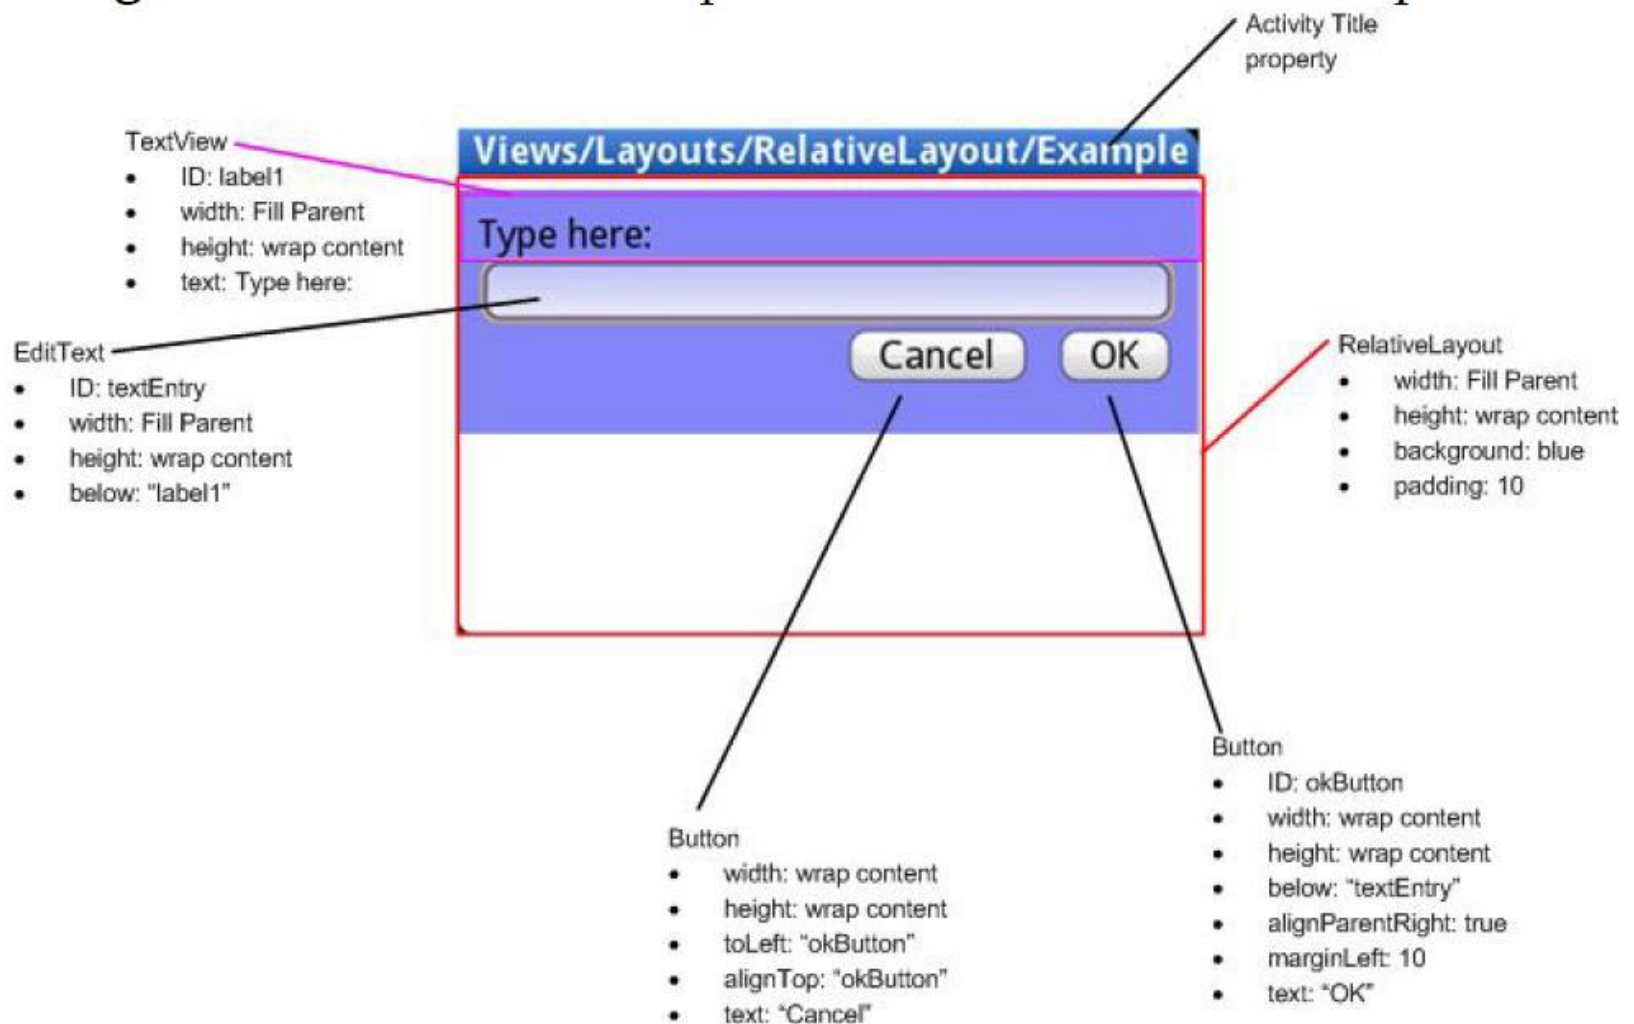 Activity Title
property
TextView
• ID: label1
• width: Fill Parent
• height: wrap content
• text: Type here:
Views/Layouts/RelativeLayout/Example
Type here:
Cancel
OK
EditText
• ID: textEntry
• width: Fill Parent
• height: wrap content
• below: “label1”
RelativeLayout
• width: Fill Parent
• height: wrap content
• background: blue
• padding: 10
Button
• width: wrap content
• height: wrap content
• toLeft: “okButton”
• alignTop: “okButton”
• text: “Cancel”
Button
• ID: okButton
• width: wrap content
• height: wrap content
• below: “textEntry”
• alignParentRight: true
• marginLeft: 10
• text: “OK”